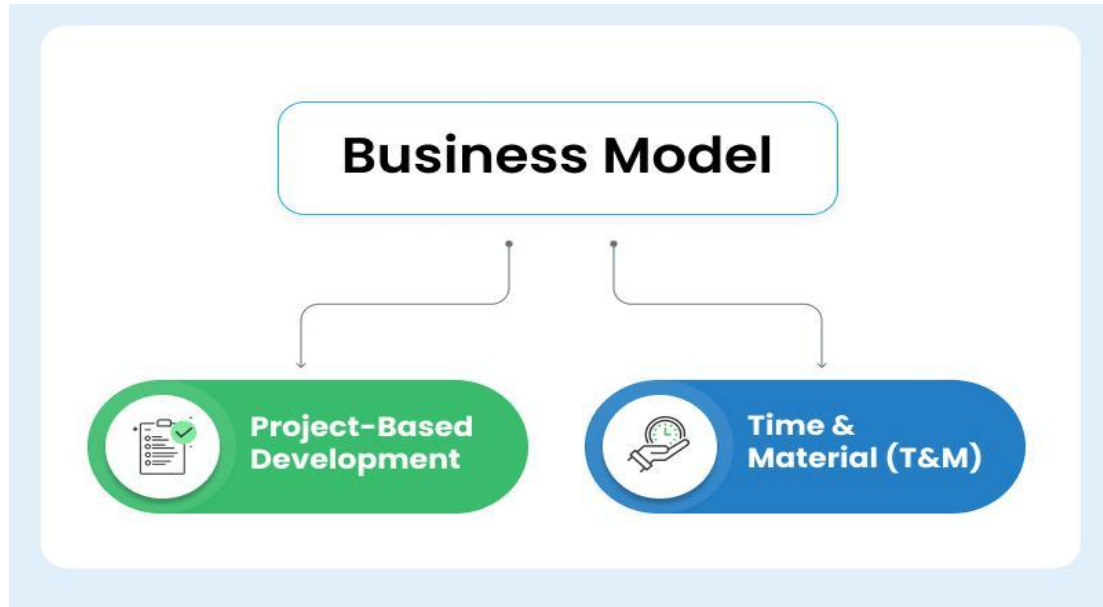 Business Model
Project-Based
Development
Time &
Material (T&M)